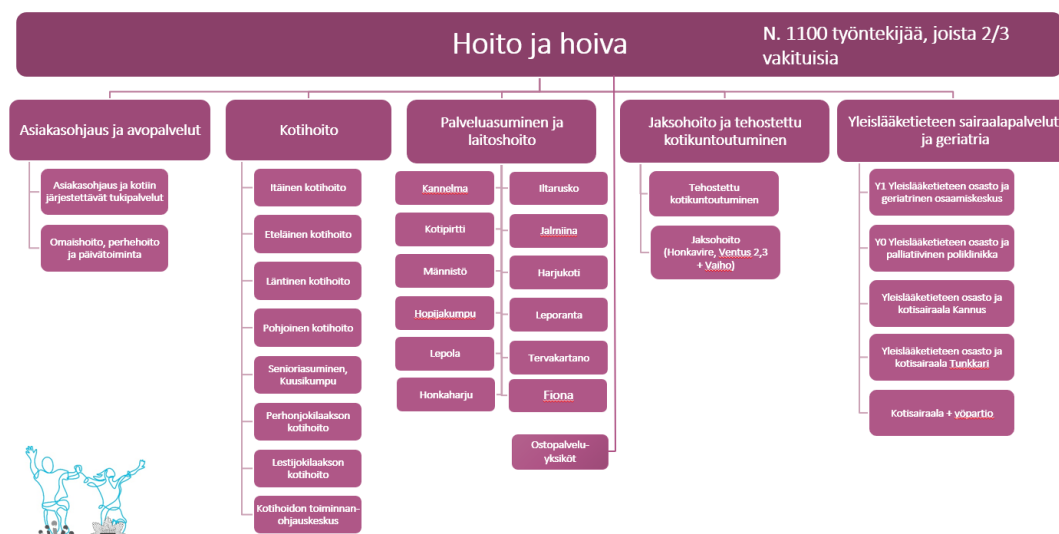 Hoito ja hoiva
N. 1100 työntekijää, joista 2/3
vakituisia
Asiakasohjaus ja avopalvelut
Asiakasohjaus ja kotiin
järjestettävät tukipalvelut
Omaishoito, perhehoito
ja päivätoiminta
Kotihoito
Itäinen kotihoito
Eteläinen kotihoito
Läntinen kotihoito
Pohjoinen kotihoito
Senioriasuminen,
Kuusikumpu
Perhonjokilaakson
kotihoito
Lestijokilaakson
kotihoito
Kotihoidon toiminnan-
ohjauskeskus
Palveluasuminen ja
laitoshoito
Kannelma
Iltarusko
Kotipirtti
Jalmiina
Männistö
Harjukoti
Hopijakumpu
Leporanta
Lepola
Tervakartano
Honkaharju
Fiona
Ostopalvelu-
yksiköt
Jaksohoito ja tehostettu
kotikuntoutuminen
Tehostettu
kotikuntoutuminen
Jaksohoito
(Honkavire, Ventus 2,3
+ Vaiho)
Yleislääketieteen sairaalapalvelut
ja geriatria
Y1 Yleislääketieteen osasto ja
geriatrinen osaamiskeskus
Y0 Yleislääketieteen osasto ja
palliatiivinen poliklinikka
Yleislääketieteen osasto ja
kotisairaala Kannus
Yleislääketieteen osasto ja
kotisairaala Tunkkari
Kotisairaala + yöpartio